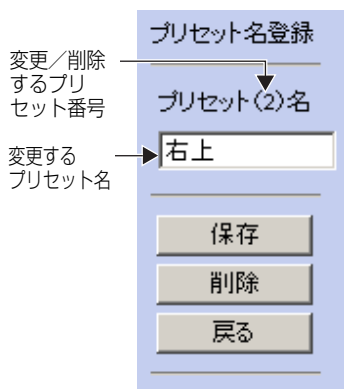 プリセット名登録
変更／削除
するプリ
セット番号
プリセット(2)名
変更する
プリセット名
右上
保存
削除
戻る